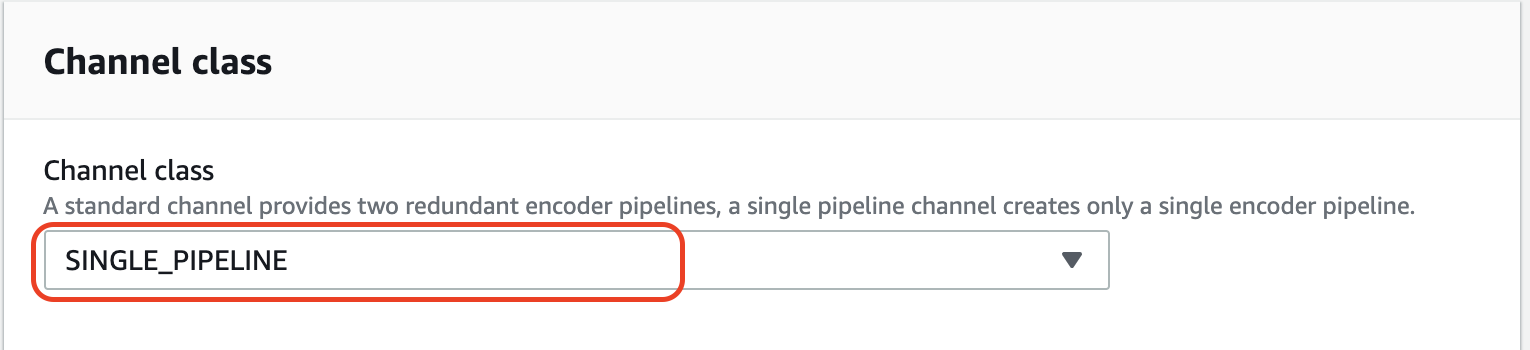 Channel class
Channel class
A standard channel provides two redundant encoder pipelines, a single pipeline channel creates only a single encoder pipeline.
SINGLE_PIPELINE